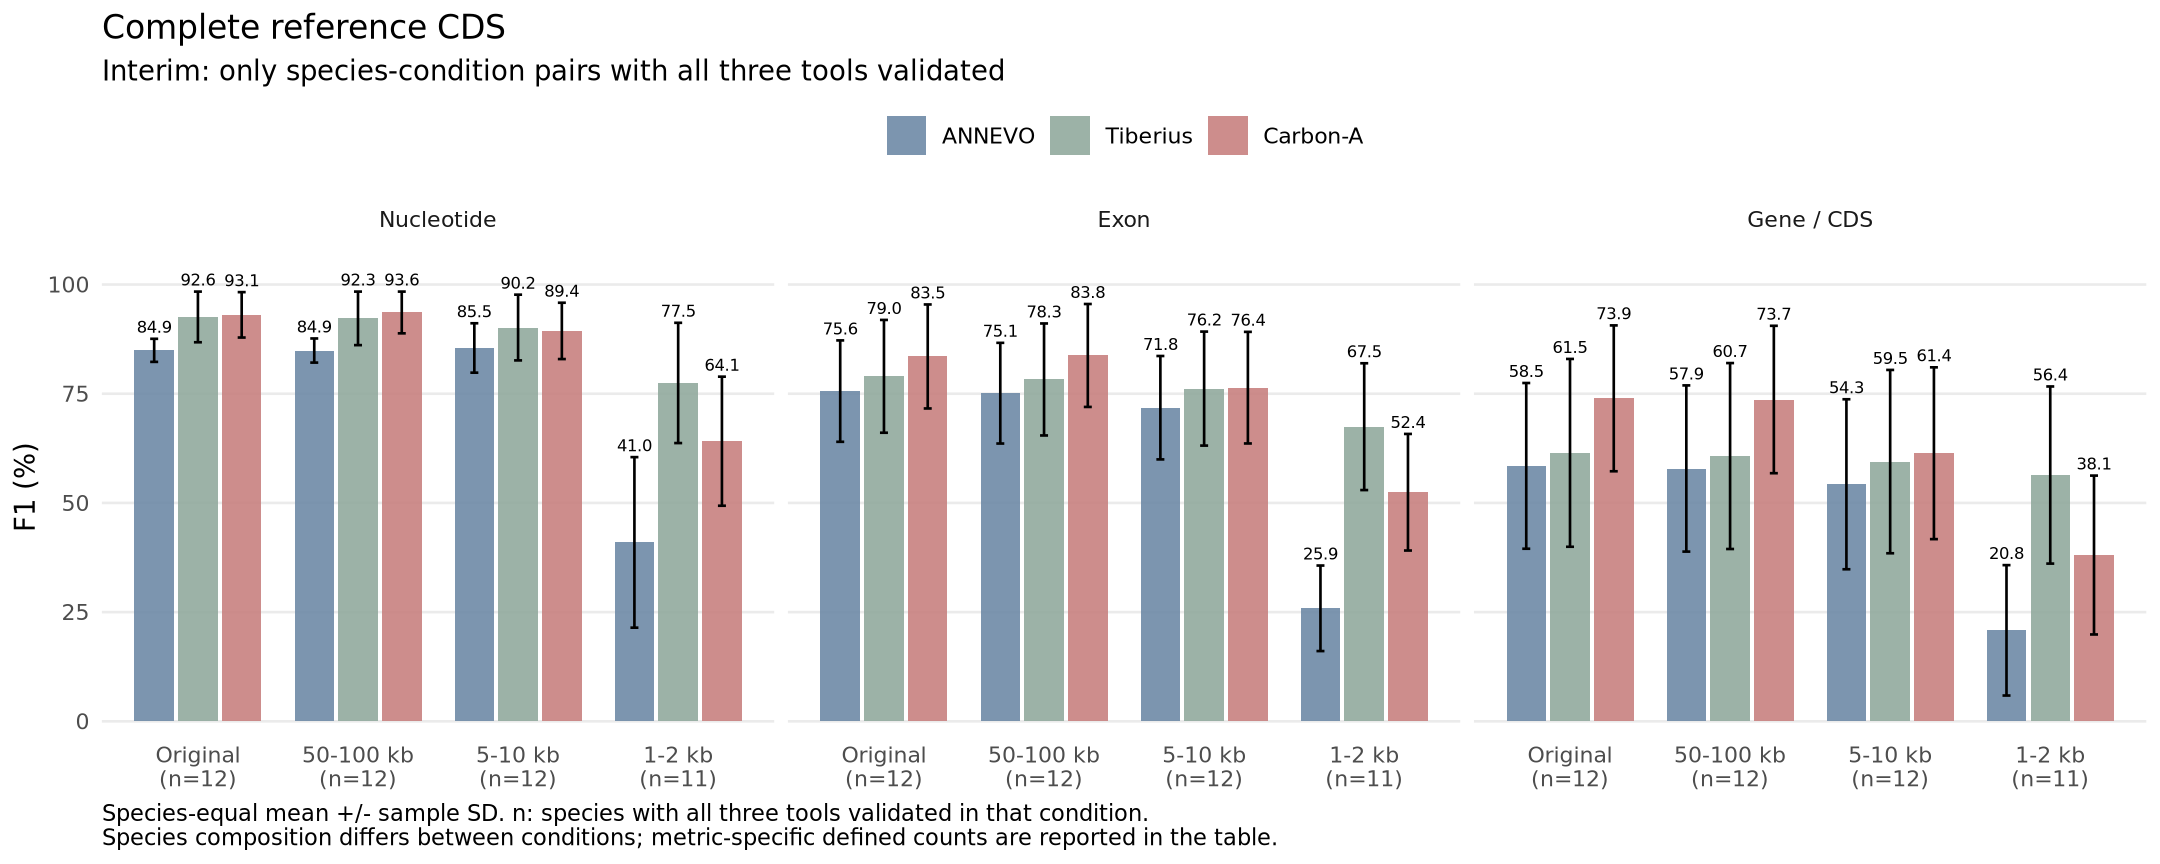 Complete reference CDS
Interim: only species-condition pairs with all three tools validated
ANNEVO Tiberius Carbon-A
Nucleotide Exon Gene / CDS
F1 (%)
100
75
50
25
0
84.9 92.6 93.1 84.9 92.3 93.6 85.5 90.2 89.4 41.0 77.5 64.1
75.6 79.0 83.5 75.1 78.3 83.8 71.8 76.2 76.4 25.9 67.5 52.4
58.5 61.5 73.9 57.9 60.7 73.7 54.3 59.5 61.4 20.8 56.4 38.1
Original 50-100 kb 5-10 kb 1-2 kb Original 50-100 kb 5-10 kb 1-2 kb Original 50-100 kb 5-10 kb 1-2 kb
(n=12) (n=12) (n=12) (n=11) (n=12) (n=12) (n=12) (n=11) (n=12) (n=12) (n=12) (n=11)
Species-equal mean +/- sample SD. n: species with all three tools validated in that condition.
Species composition differs between conditions; metric-specific defined counts are reported in the table.